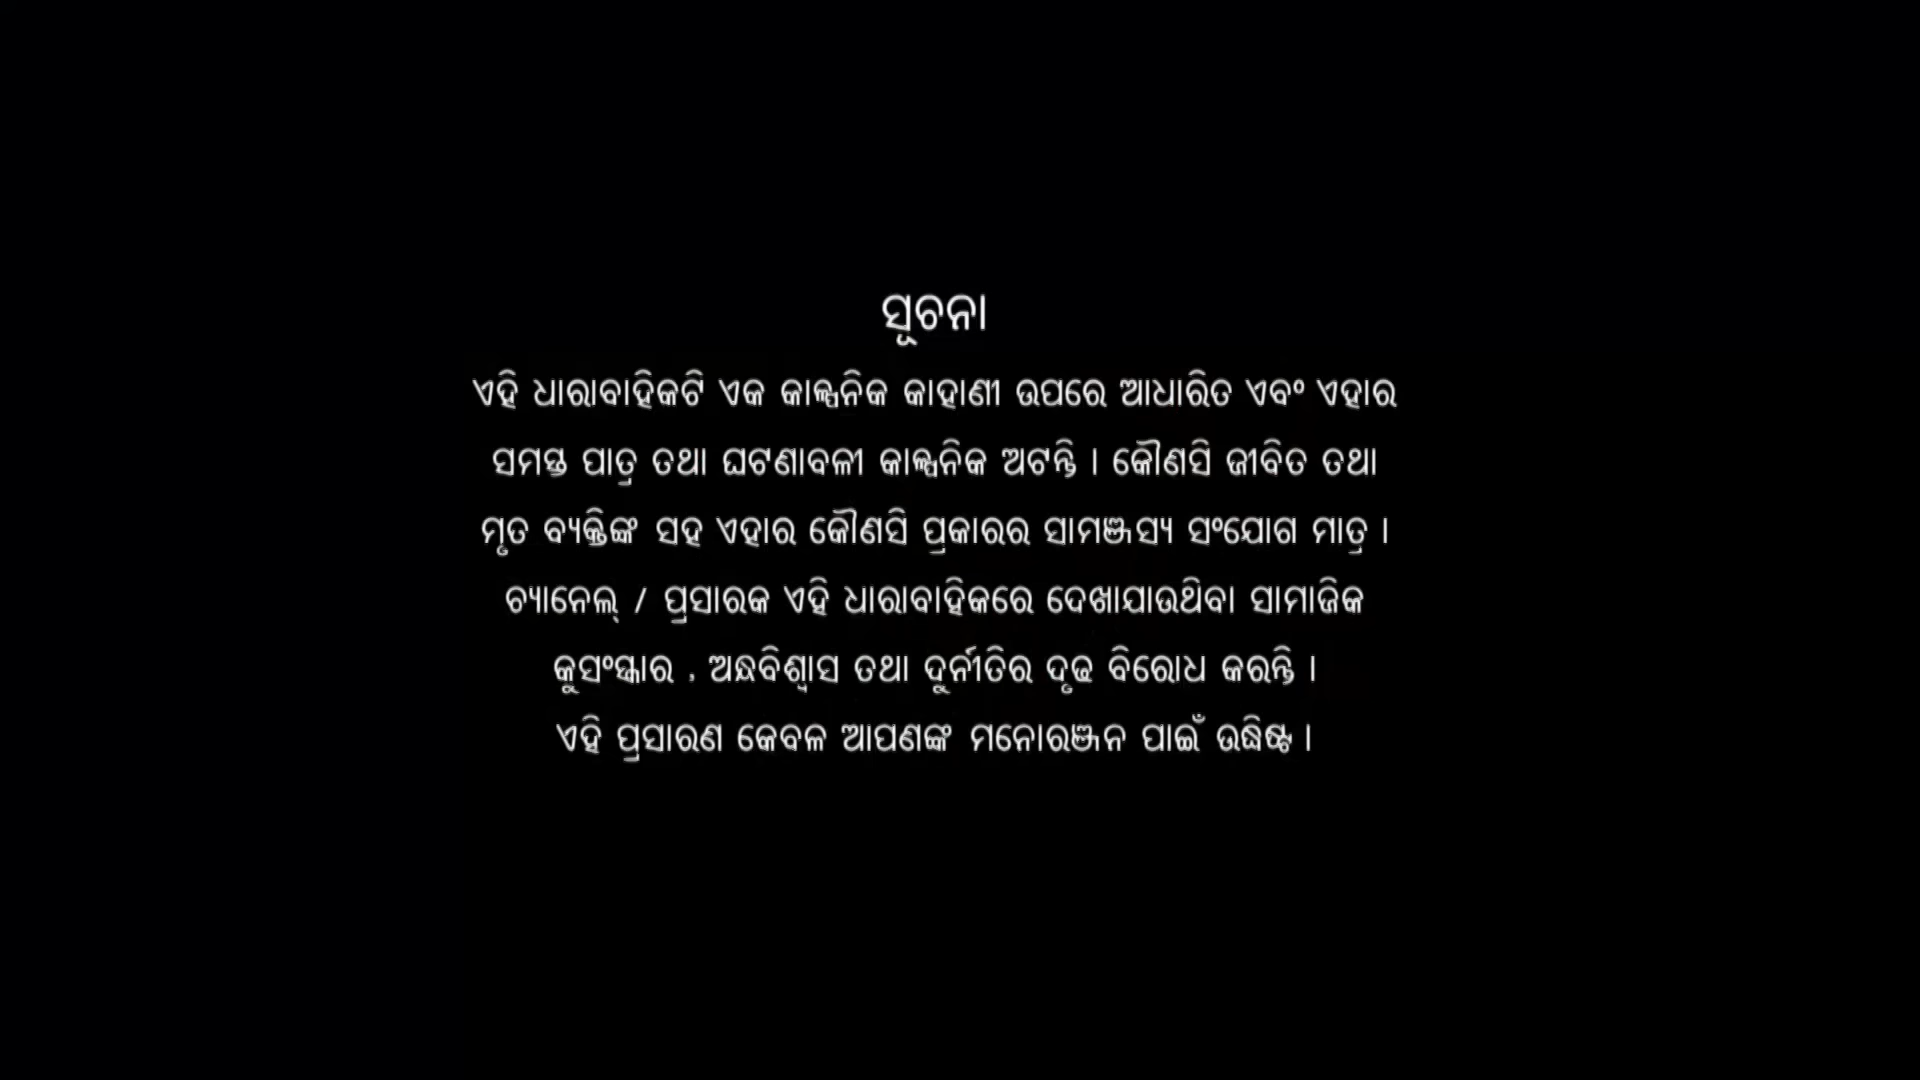 ସୂଚନା
ଏହି ଧାରାବାହିକଟି ଏକ କାଳ୍ପନିକ କାହାଣୀ ଉପରେ ଆଧାରିତ ଏବଂ ଏହାର
ସମସ୍ତ ପାତ୍ର ତଥା ଘଟଣାବଳୀ କାଳ୍ପନିକ ଅଟନ୍ତି । କୌଣସି ଜୀବିତ ତଥା
ମୃତ ବ୍ୟକ୍ତିଙ୍କ ସହ ଏହାର କୌଣସି ପ୍ରକାରର ସାମଞ୍ଜସ୍ୟ ସଂଯୋଗ ମାତ୍ର ।
ଚ୍ୟାନେଲ୍ / ପ୍ରସାରକ ଏହି ଧାରାବାହିକରେ ଦେଖାଯାଉଥିବା ସାମାଜିକ
କୁସଂସ୍କାର , ଅନ୍ଧବିଶ୍ୱାସ ତଥା ଦୁର୍ନୀତିର ଦୃଢ ବିରୋଧ କରନ୍ତି ।
ଏହି ପ୍ରସାରଣ କେବଳ ଆପଣଙ୍କ ମନୋରଞ୍ଜନ ପାଇଁ ଉଦ୍ଧିଷ୍ଟ ।